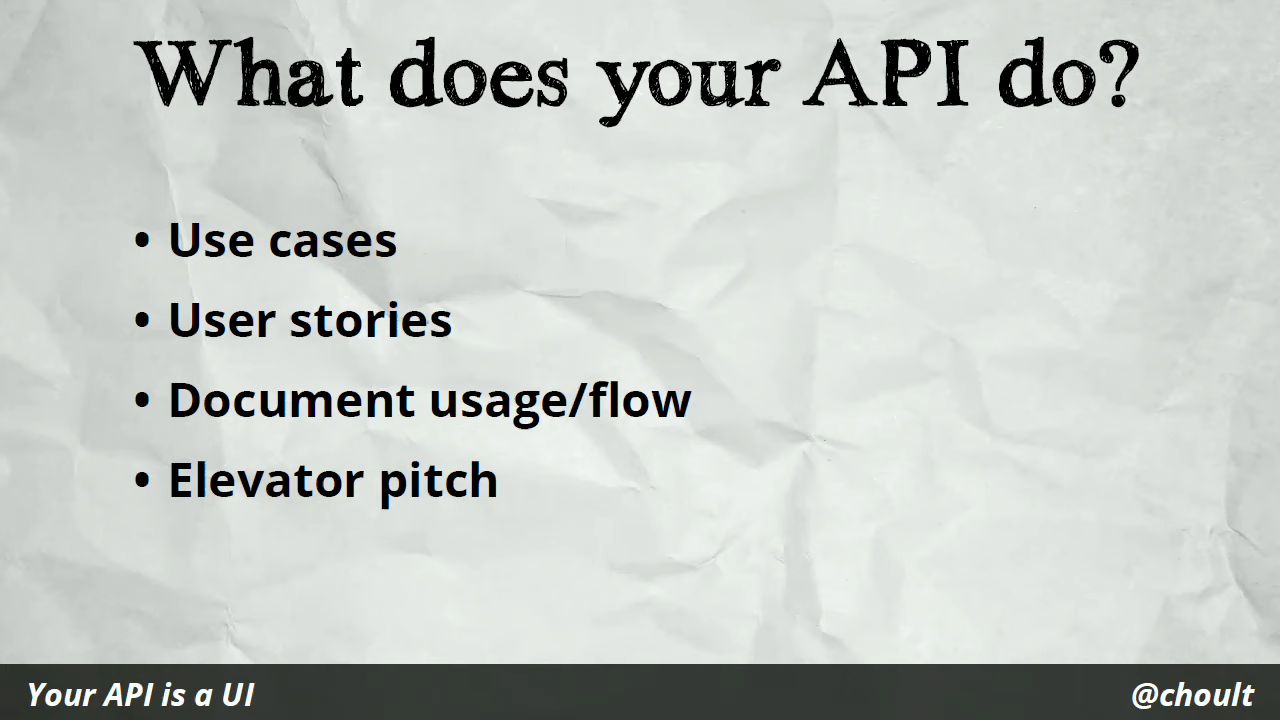 What does your API do?
• Use cases
• User stories
• Document usage/flow
• Elevator pitch
Your API is a UI
@choult